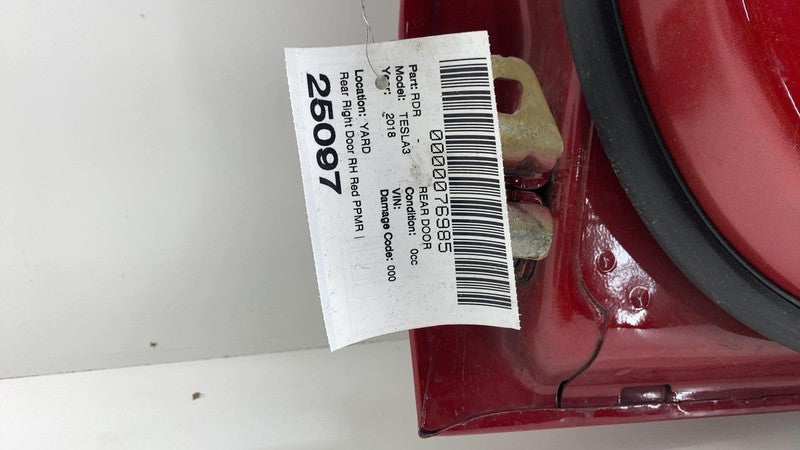 0000076985
Part: RDR - REAR DOOR
Model: TESLA3 Condition: 0cc
Year: 2018 VIN:
Damage Code: 000
Location: YARD
Rear Right Door RH Red PPMR |
25097